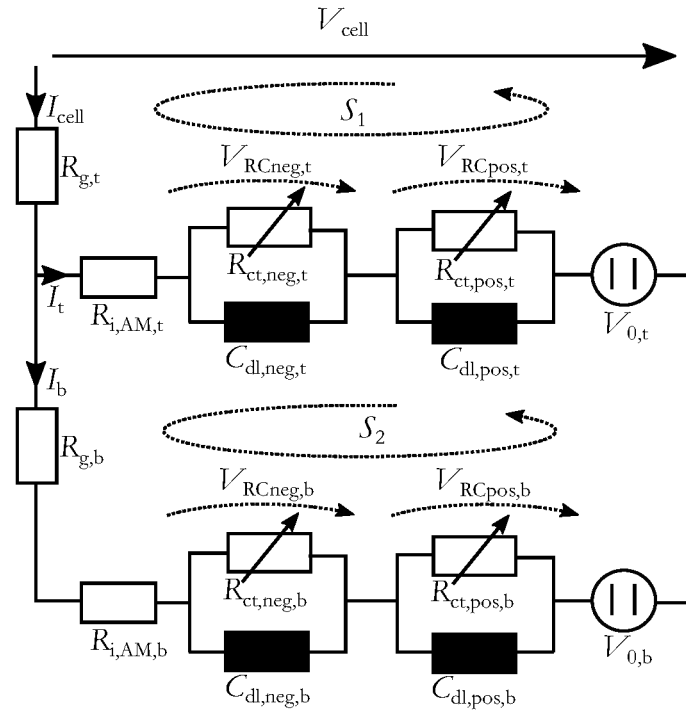 V_cell
I_cell
S_1
R_g,t
V_RCneg,t
V_RCpos,t
R_ct,neg,t
R_ct,pos,t
I_t
R_i,AM,t
V_0,t
C_dl,neg,t
C_dl,pos,t
I_b
S_2
R_g,b
V_RCneg,b
V_RCpos,b
R_ct,neg,b
R_ct,pos,b
R_i,AM,b
V_0,b
C_dl,neg,b
C_dl,pos,b